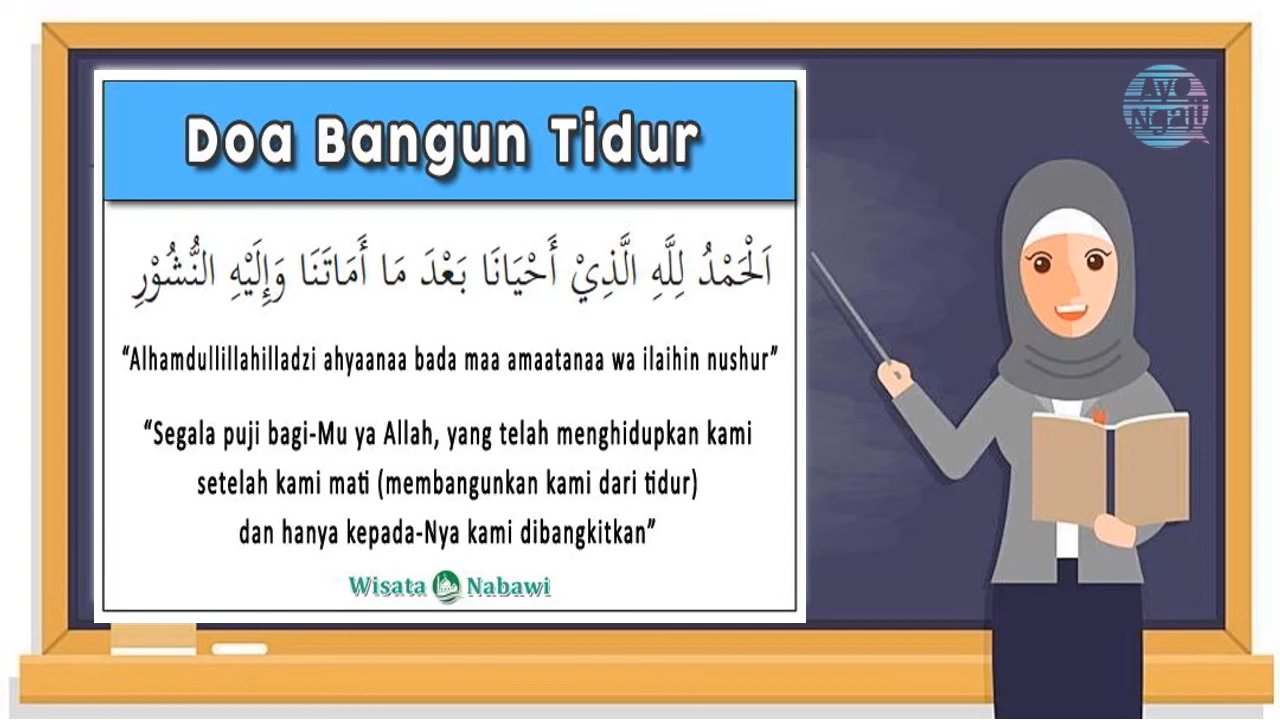 Doa Bangun Tidur
اَلْحَمْدُ لِلَّهِ الَّذِيْ أَحْيَانَا بَعْدَ مَا أَمَاتَنَا وَإِلَيْهِ النُّشُوْرِ
“Alhamdullillahilladzi ahyaanaa bada maa amaatanaa wa ilaihin nushur”
“Segala puji bagi-Mu ya Allah, yang telah menghidupkan kami
setelah kami mati (membangunkan kami dari tidur)
dan hanya kepada-Nya kami dibangkitkan”
Wisata Nabawi
Ayo
Ngaji